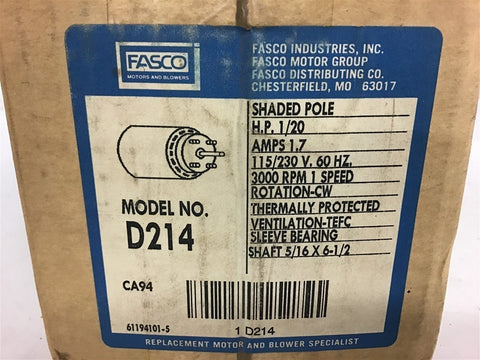 FASCO
MOTORS AND BLOWERS
FASCO INDUSTRIES, INC.
FASCO MOTOR GROUP
FASCO DISTRIBUTING CO.
CHESTERFIELD, MO 63017
SHADED POLE
H.P. 1/20
AMPS 1.7
115/230 V. 60 HZ.
3000 RPM 1 SPEED
ROTATION-CW
THERMALLY PROTECTED
VENTILATION-TEFC
SLEEVE BEARING
SHAFT 5/16 X 6-1/2
MODEL NO.
D214
CA94
61194101-5
1 D214
REPLACEMENT MOTOR AND BLOWER SPECIALIST